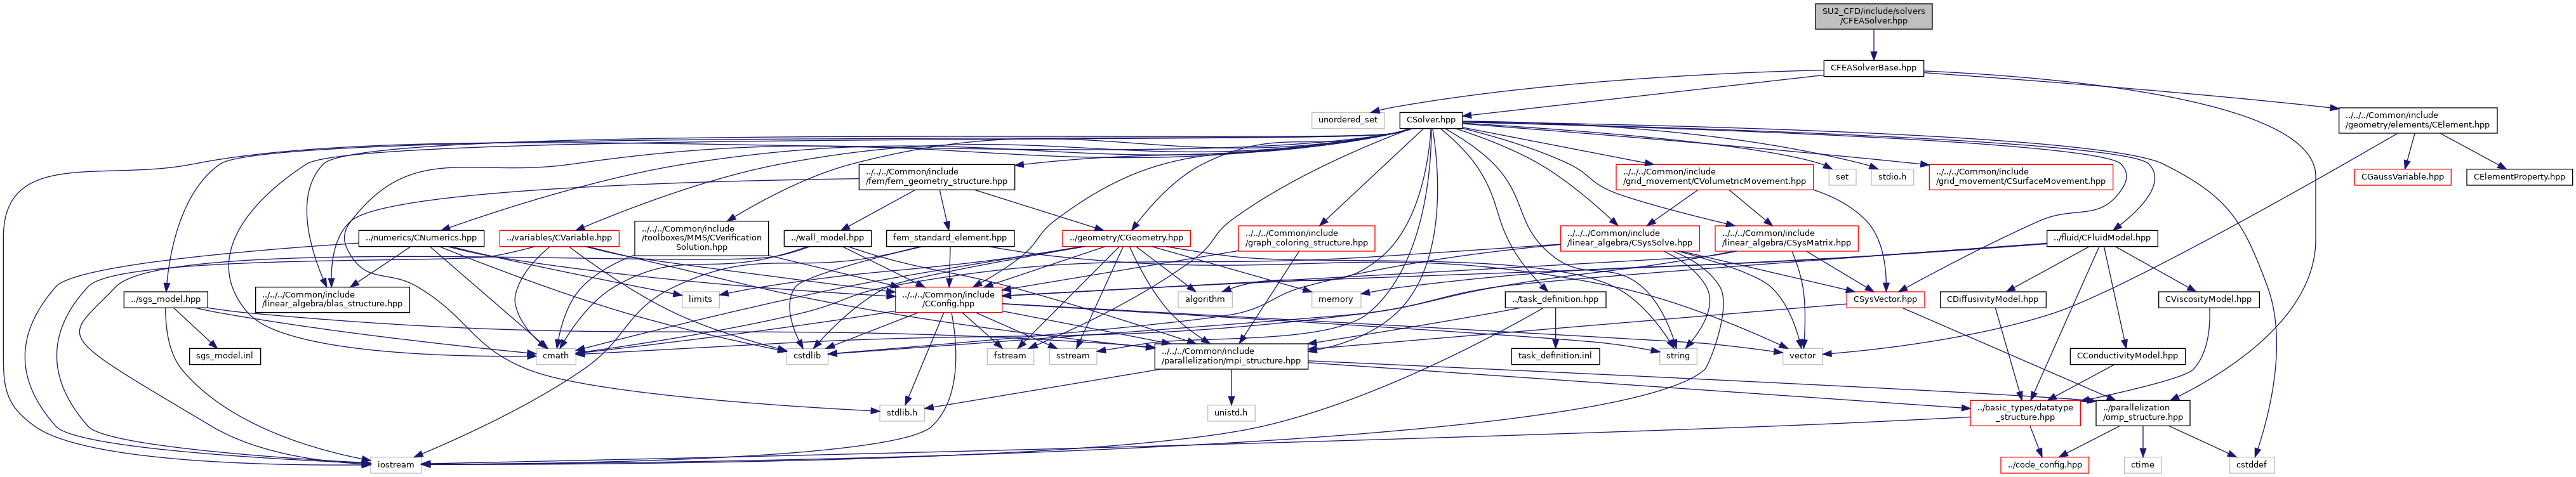 SU2_CFD/include/solvers
/CFEASolver.hpp
CFEASolverBase.hpp
unordered_set
CSolver.hpp
../../../Common/include
/geometry/elements/CElement.hpp
../../../Common/include
/fem/fem_geometry_structure.hpp
../../../Common/include
/grid_movement/CVolumetricMovement.hpp
set
stdio.h
../../../Common/include
/grid_movement/CSurfaceMovement.hpp
CGaussVariable.hpp
CElementProperty.hpp
../numerics/CNumerics.hpp
../variables/CVariable.hpp
../../../Common/include
/toolboxes/MMS/CVerification
Solution.hpp
../wall_model.hpp
fem_standard_element.hpp
../geometry/CGeometry.hpp
../../../Common/include
/graph_coloring_structure.hpp
../../../Common/include
/linear_algebra/CSysSolve.hpp
../../../Common/include
/linear_algebra/CSysMatrix.hpp
../fluid/CFluidModel.hpp
../sgs_model.hpp
../../../Common/include
/linear_algebra/blas_structure.hpp
limits
../../../Common/include
/CConfig.hpp
algorithm
memory
../task_definition.hpp
CSysVector.hpp
CDiffusivityModel.hpp
CViscosityModel.hpp
sgs_model.inl
cmath
cstdlib
fstream
sstream
../../../Common/include
/parallelization/mpi_structure.hpp
task_definition.inl
string
vector
CConductivityModel.hpp
stdlib.h
unistd.h
../basic_types/datatype
_structure.hpp
../parallelization
/omp_structure.hpp
iostream
../code_config.hpp
ctime
cstddef